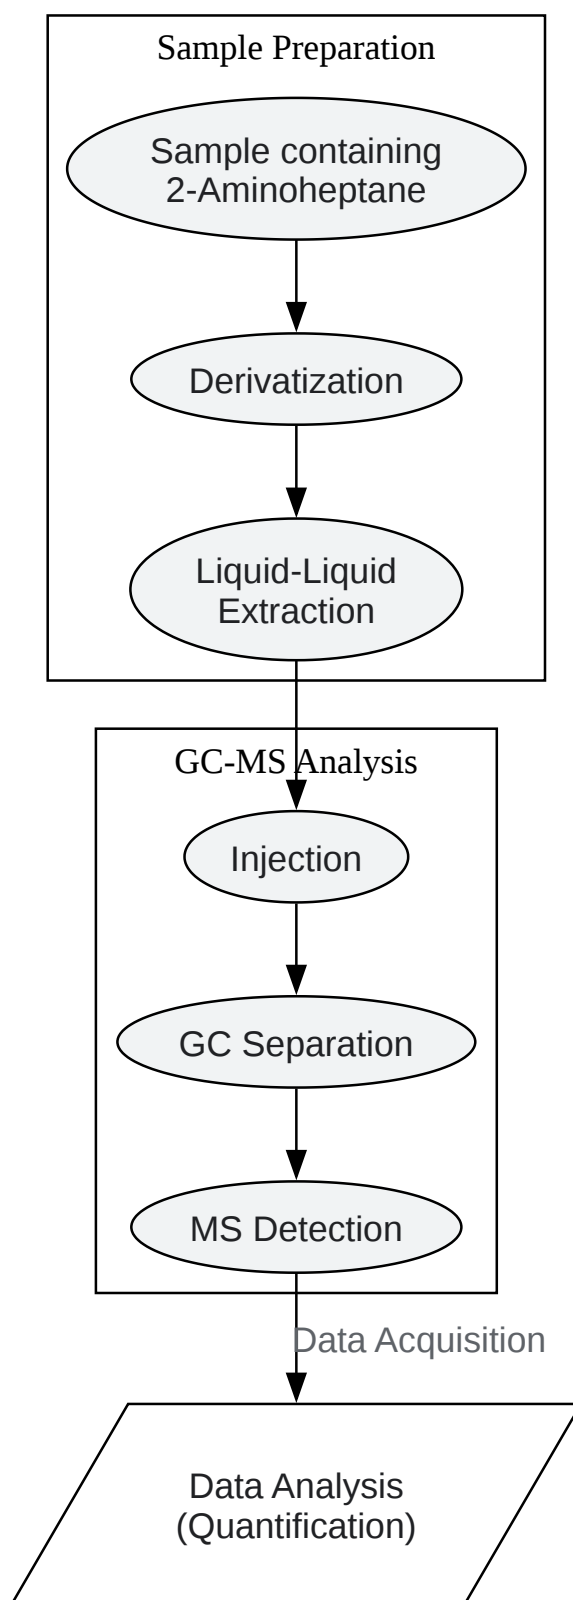 Sample Preparation
Sample containing
2-Aminoheptane
Derivatization
Liquid-Liquid
Extraction
GC-MS Analysis
Injection
GC Separation
MS Detection
Data Acquisition
Data Analysis
(Quantification)